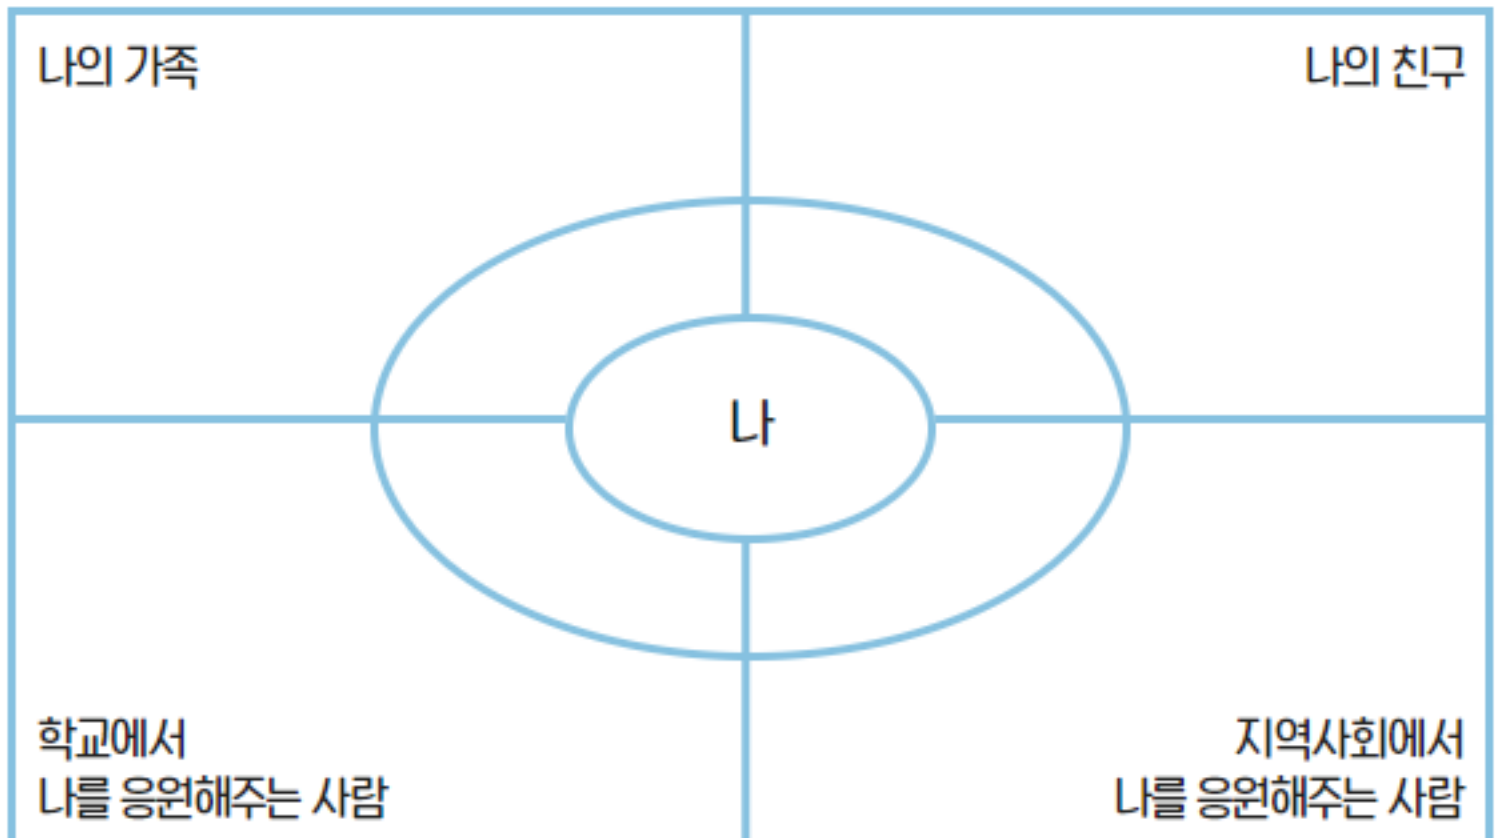 나의 가족
나의 친구
나
학교에서
나를 응원해주는 사람
지역사회에서
나를 응원해주는 사람